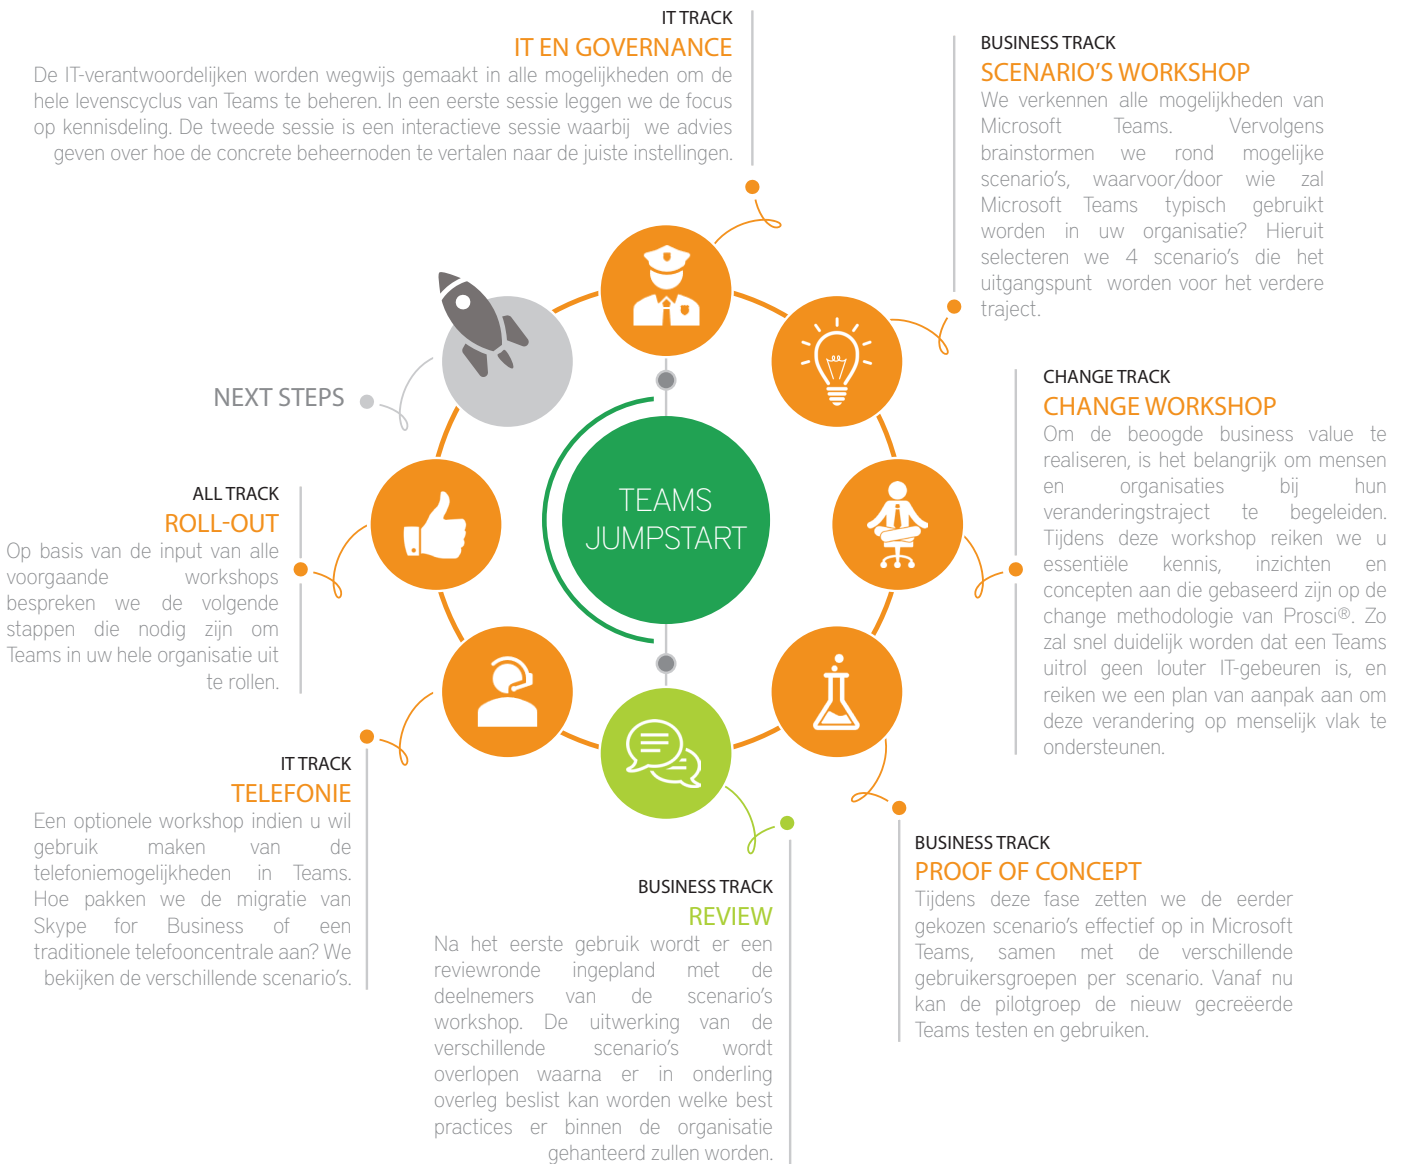 IT TRACK
IT EN GOVERNANCE
De IT-verantwoordelijken worden wegwijs gemaakt in alle mogelijkheden om de
hele levenscyclus van Teams te beheren. In een eerste sessie leggen we de focus
op kennisdeling. De tweede sessie is een interactieve sessie waarbij we advies
geven over hoe de concrete beheernoden te vertalen naar de juiste instellingen.
BUSINESS TRACK
SCENARIO'S WORKSHOP
We verkennen alle mogelijkheden van
Microsoft Teams. Vervolgens
brainstormen we rond mogelijke
scenario's, waarvoor/door wie zal
Microsoft Teams typisch gebruikt
worden in uw organisatie? Hieruit
selecteren we 4 scenario's die het
uitgangspunt worden voor het verdere
traject.
CHANGE TRACK
CHANGE WORKSHOP
Om de beoogde business value te
realiseren, is het belangrijk om mensen
en organisaties bij hun
veranderingstraject te begeleiden.
Tijdens deze workshop reiken we u
essentiële kennis, inzichten en
concepten aan die gebaseerd zijn op de
change methodologie van Prosci®. Zo
zal snel duidelijk worden dat een Teams
uitrol geen louter IT-gebeuren is, en
reiken we een plan van aanpak aan om
deze verandering op menselijk vlak te
ondersteunen.
BUSINESS TRACK
PROOF OF CONCEPT
Tijdens deze fase zetten we de eerder
gekozen scenario's effectief op in Microsoft
Teams, samen met de verschillende
gebruikersgroepen per scenario. Vanaf nu
kan de pilotgroep de nieuw gecreëerde
Teams testen en gebruiken.
BUSINESS TRACK
REVIEW
Na het eerste gebruik wordt er een
reviewronde ingepland met de
deelnemers van de scenario's
workshop. De uitwerking van de
verschillende scenario's wordt
overlopen waarna er in onderling
overleg beslist kan worden welke best
practices er binnen de organisatie
gehanteerd zullen worden.
IT TRACK
TELEFONIE
Een optionele workshop indien u wil
gebruik maken van de
telefoniemogelijkheden in Teams.
Hoe pakken we de migratie van
Skype for Business of een
traditionele telefooncentrale aan? We
bekijken de verschillende scenario's.
ALL TRACK
ROLL-OUT
Op basis van de input van alle
voorgaande workshops
bespreken we de volgende
stappen die nodig zijn om
Teams in uw hele organisatie uit
te rollen.
NEXT STEPS
TEAMS
JUMPSTART